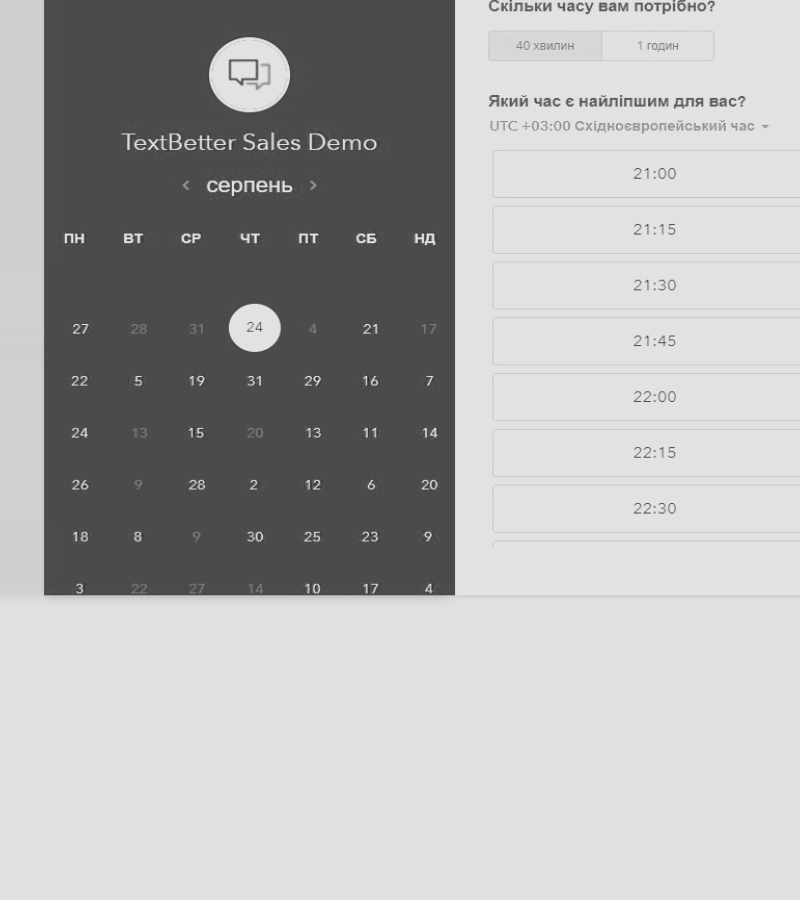 TextBetter Sales Demo
серпень
ПН ВТ СР ЧТ ПТ СБ НД
27 28 31 24 4 21 17
22 5 19 31 29 16 7
24 13 15 20 13 11 14
26 9 28 2 12 6 20
18 8 9 30 25 23 9
3 22 27 14 10 17 4
Скільки часу вам потрібно?
40 хвилин 1 годин
Який час є найліпшим для вас?
UTC +03:00 Східноєвропейський час
21:00
21:15
21:30
21:45
22:00
22:15
22:30